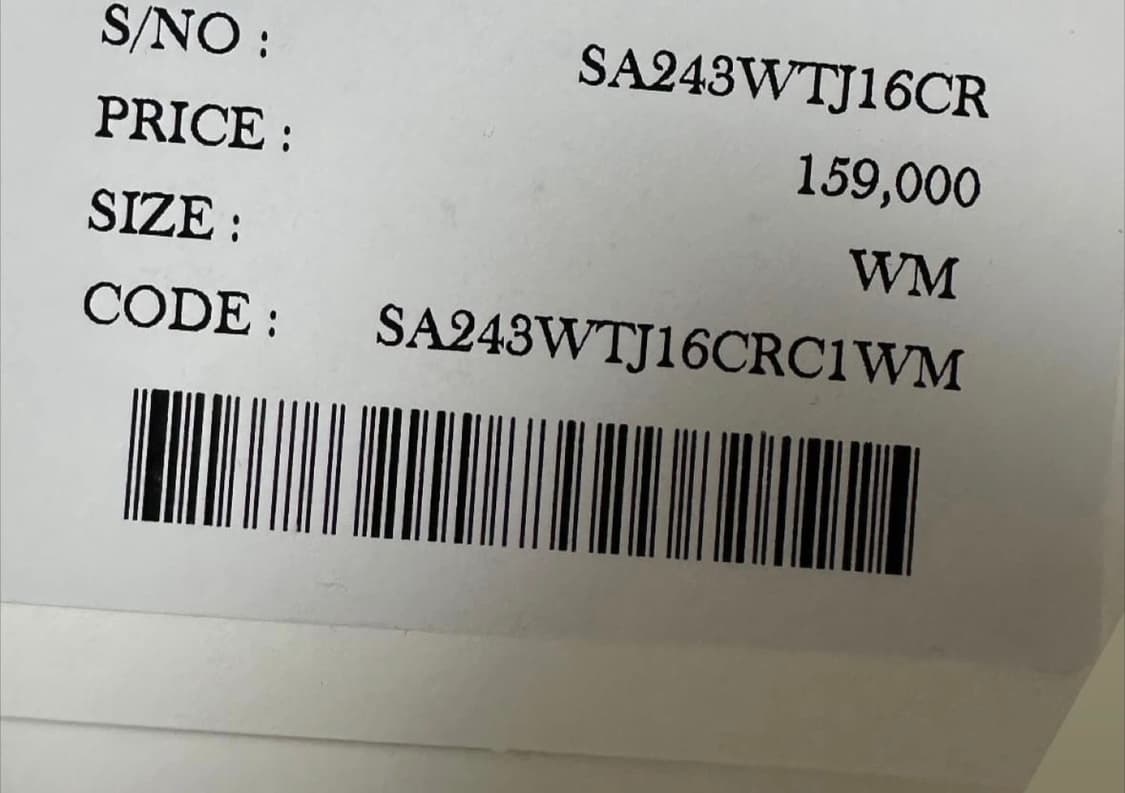 S/NO : SA243WTJ16CR
PRICE : 159,000
SIZE : WM
CODE : SA243WTJ16CRC1WM